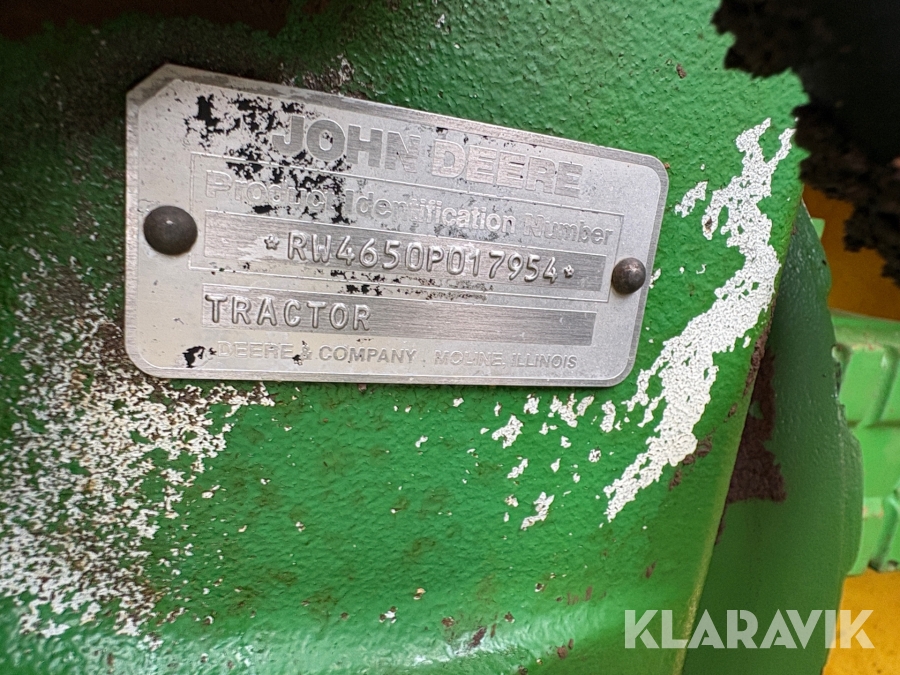 JOHN DEERE
Product Identification Number
*RW4650P017954*
TRACTOR
DEERE & COMPANY MOLINE, ILLINOIS
KLARAVIK